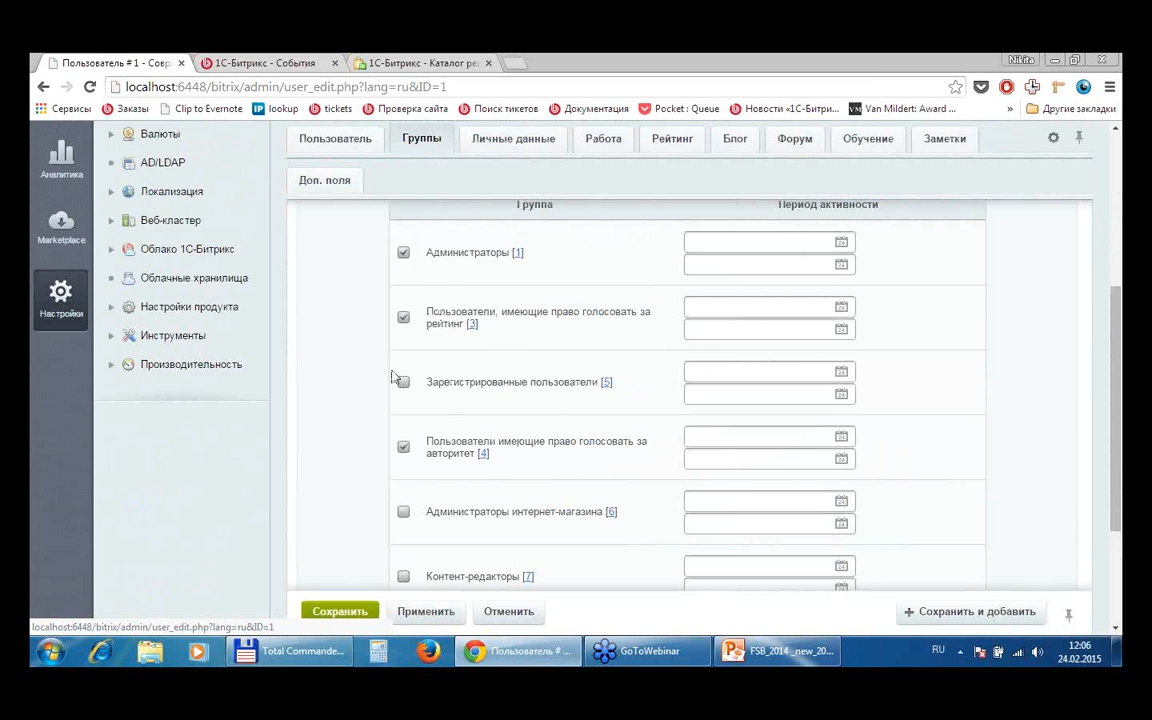 Пользователь # 1 - Совр
1С-Битрикс - События
1С-Битрикс - Каталог ре
Nikita
localhost:6448/bitrix/admin/user_edit.php?lang=ru&ID=1
Сервисы
Заказы
Clip to Evernote
lookup
tickets
Проверка сайта
Поиск тикетов
Документация
Pocket : Queue
Новости «1С-Битри...
Van Mildert: Award ...
»
Другие закладки
Аналитика
Marketplace
Настройки
Валюты
AD/LDAP
Локализация
Веб-кластер
Облако 1С-Битрикс
Облачные хранилища
Настройки продукта
Инструменты
Производительность
Пользователь
Группы
Личные данные
Работа
Рейтинг
Блог
Форум
Обучение
Заметки
Доп. поля
Группа
Период активности
Администраторы [1]
Пользователи, имеющие право голосовать за
рейтинг [3]
Зарегистрированные пользователи [5]
Пользователи имеющие право голосовать за
авторитет [4]
Администраторы интернет-магазина [6]
Контент-редакторы [7]
Сохранить
Применить
Отменить
+ Сохранить и добавить
localhost:6448/bitrix/admin/user_edit.php?lang=ru&ID=1
Total Commande...
Пользователь # ...
GoToWebinar
FSB_2014 _new_20...
RU
12:06
24.02.2015